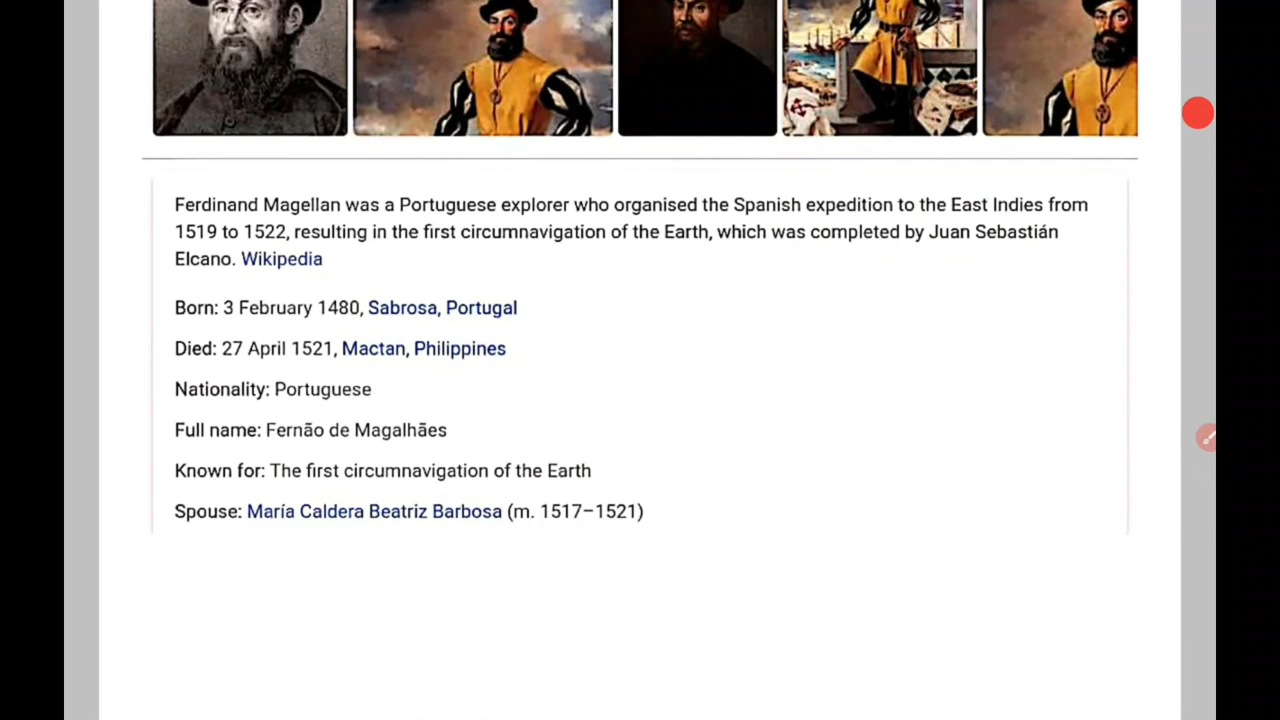 Ferdinand Magellan was a Portuguese explorer who organised the Spanish expedition to the East Indies from
1519 to 1522, resulting in the first circumnavigation of the Earth, which was completed by Juan Sebastián
Elcano. Wikipedia
Born: 3 February 1480, Sabrosa, Portugal
Died: 27 April 1521, Mactan, Philippines
Nationality: Portuguese
Full name: Fernão de Magalhães
Known for: The first circumnavigation of the Earth
Spouse: María Caldera Beatriz Barbosa (m. 1517–1521)